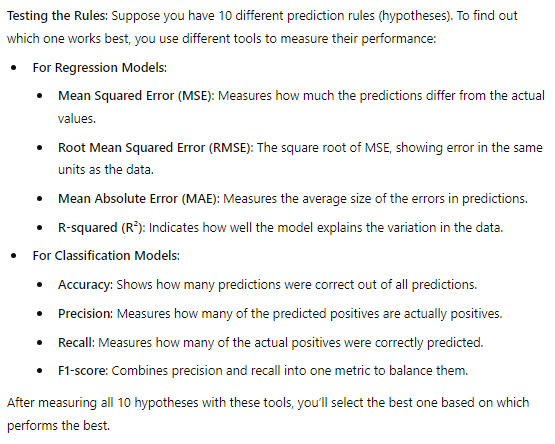 Testing the Rules: Suppose you have 10 different prediction rules (hypotheses). To find out
which one works best, you use different tools to measure their performance:
• For Regression Models:
• Mean Squared Error (MSE): Measures how much the predictions differ from the actual
values.
• Root Mean Squared Error (RMSE): The square root of MSE, showing error in the same
units as the data.
• Mean Absolute Error (MAE): Measures the average size of the errors in predictions.
• R-squared (R²): Indicates how well the model explains the variation in the data.
• For Classification Models:
• Accuracy: Shows how many predictions were correct out of all predictions.
• Precision: Measures how many of the predicted positives are actually positives.
• Recall: Measures how many of the actual positives were correctly predicted.
• F1-score: Combines precision and recall into one metric to balance them.
After measuring all 10 hypotheses with these tools, you'll select the best one based on which
performs the best.